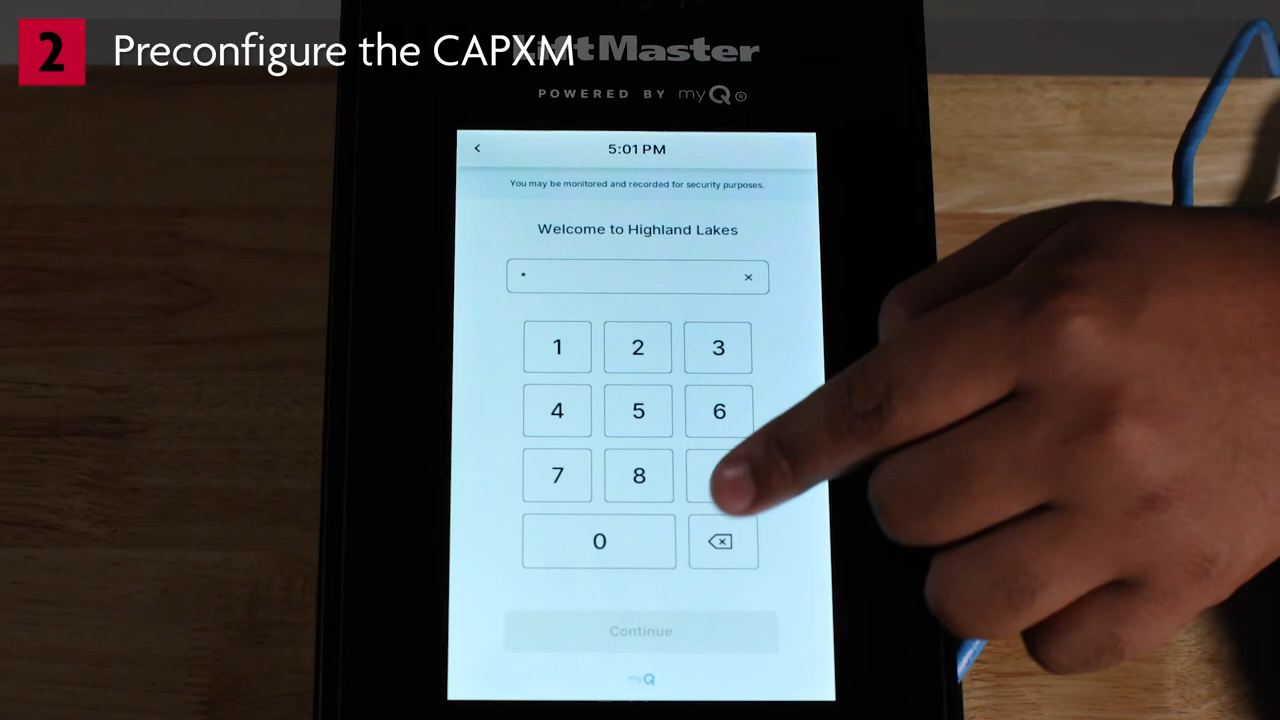 2 Preconfigure the CAPXM
LiftMaster
POWERED BY myQ®
< 5:01 PM
You may be monitored and recorded for security purposes.
Welcome to Highland Lakes
• ×
1 2 3
4 5 6
7 8
0
Continue
myQ